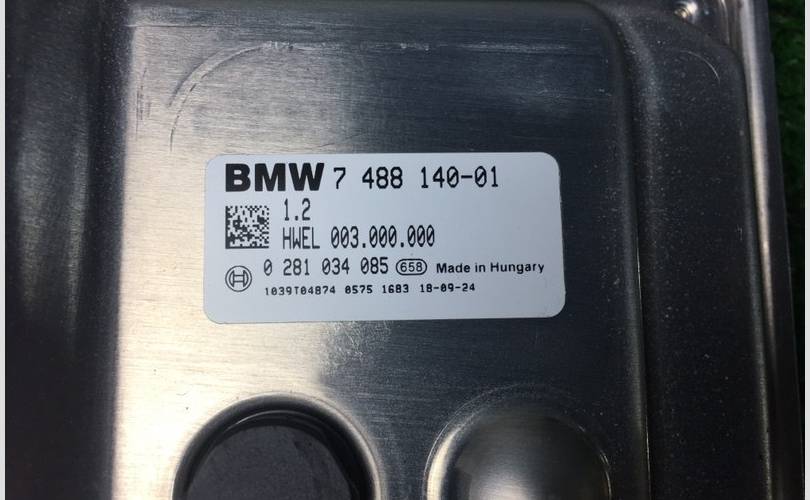 BMW 7 488 140-01
1.2
HWEL 003.000.000
0 281 034 085 658 Made in Hungary
1039T04874 0575 1683 18-09-24